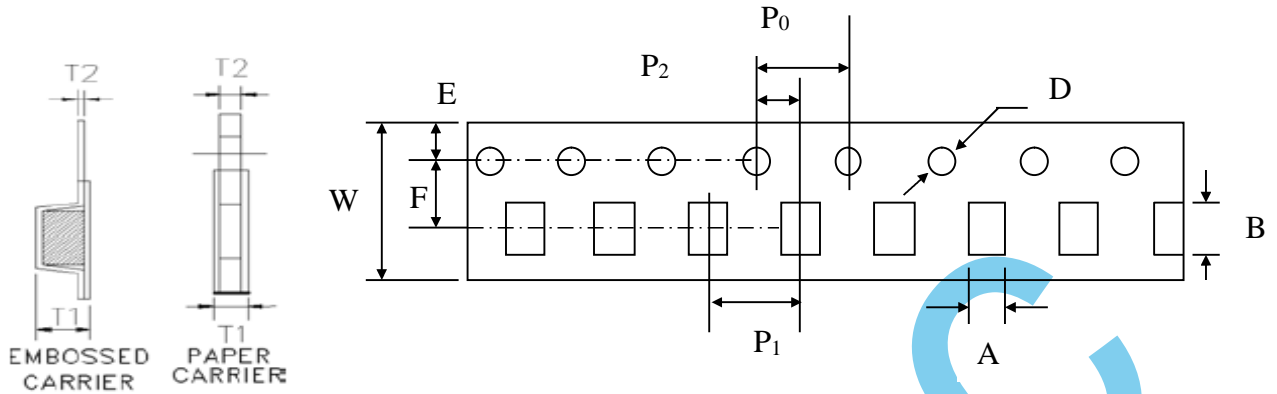 T2
T1
EMBOSSED
CARRIER
T2
T1
PAPER
CARRIER
P0
P2
E
D
W
F
B
P1
A